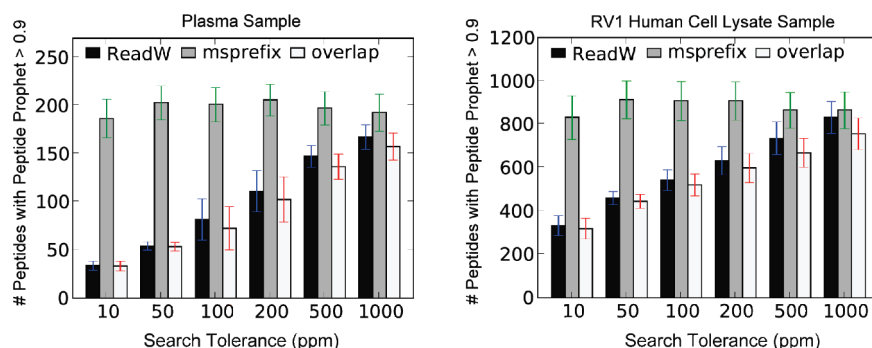 Plasma Sample
# Peptides with Peptide Prophet > 0.9
250
200
150
100
50
0
ReadW msprefix overlap
10 50 100 200 500 1000
Search Tolerance (ppm)
RV1 Human Cell Lysate Sample
# Peptides with Peptide Prophet > 0.9
1200
1000
800
600
400
200
0
ReadW msprefix overlap
10 50 100 200 500 1000
Search Tolerance (ppm)